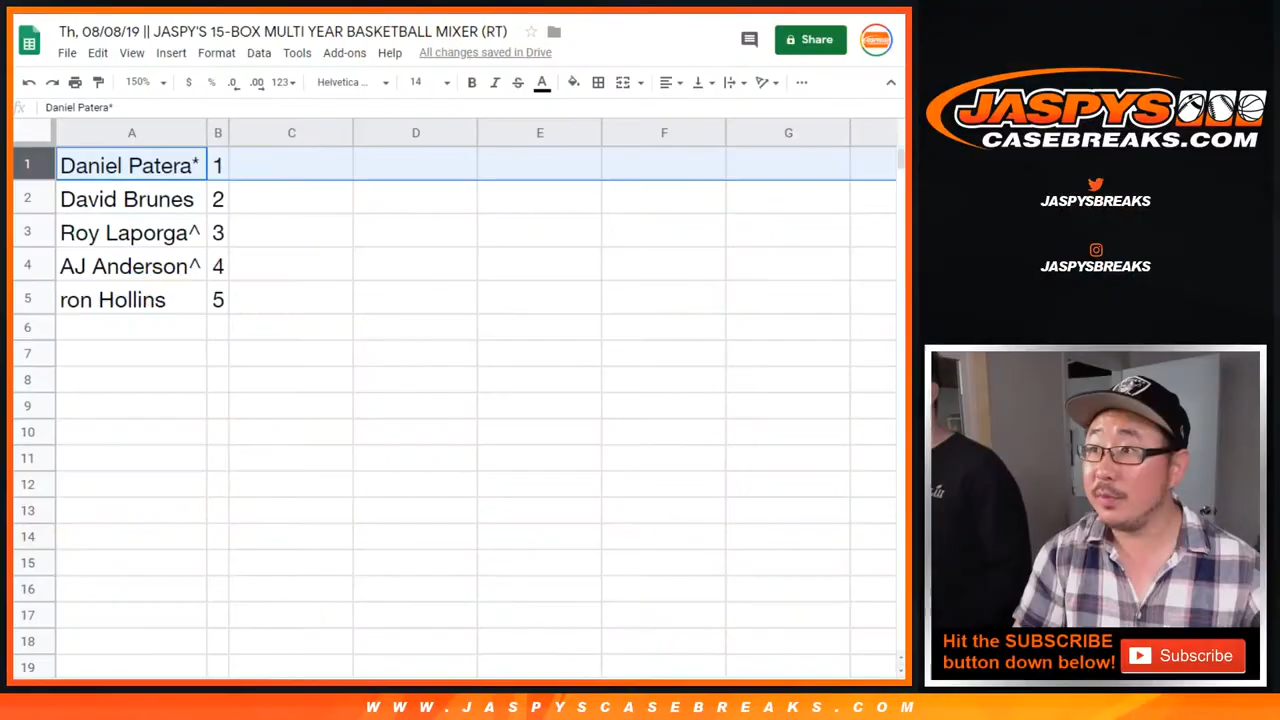 Th, 08/08/19 || JASPY'S 15-BOX MULTI YEAR BASKETBALL MIXER (RT)
File Edit View Insert Format Data Tools Add-ons Help All changes saved in Drive
Share
150% $ % .0 .00 123 Helvetica ... 14 B I S A
fx Daniel Patera*
A B C D E F G
1 Daniel Patera* 1
2 David Brunes 2
3 Roy Laporga^ 3
4 AJ Anderson^ 4
5 ron Hollins 5
6
7
8
9
10
11
12
13
14
15
16
17
18
19
JASPYS
CASEBREAKS.COM
JASPYSBREAKS
JASPYSBREAKS
Hit the SUBSCRIBE
button down below!
Subscribe
WWW.JASPYSCASEBREAKS.COM